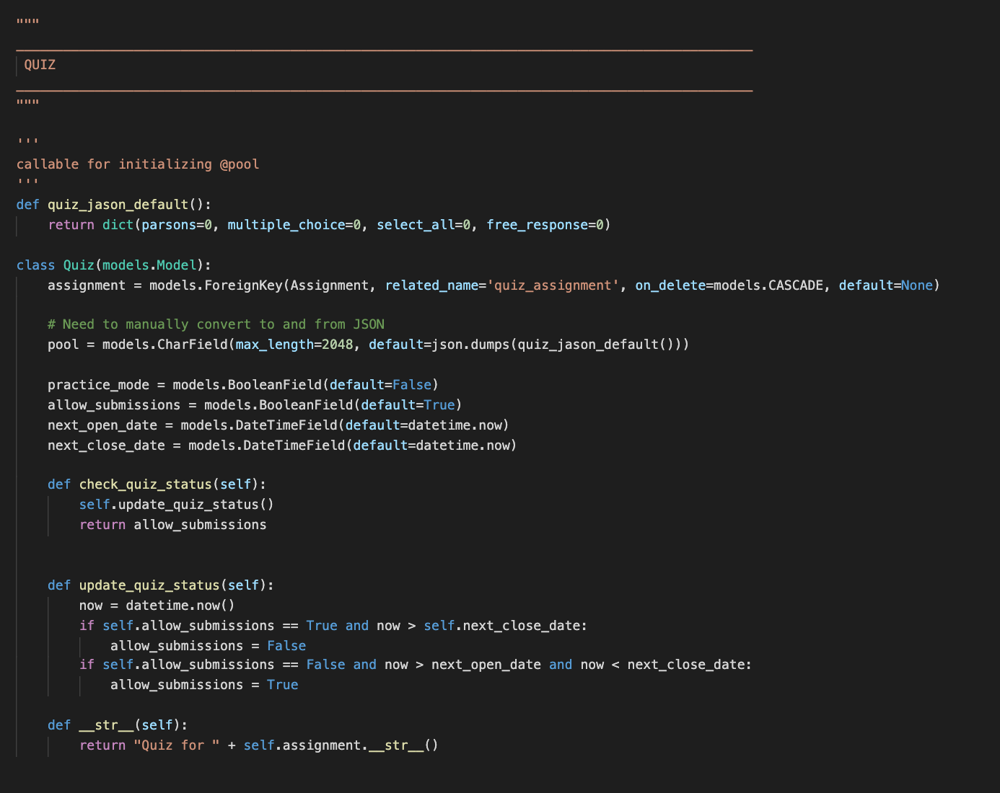 """
______________________________________________________________________________________________
 QUIZ
______________________________________________________________________________________________
"""

'''
callable for initializing @pool
'''
def quiz_jason_default():
    return dict(parsons=0, multiple_choice=0, select_all=0, free_response=0)

class Quiz(models.Model):
    assignment = models.ForeignKey(Assignment, related_name='quiz_assignment', on_delete=models.CASCADE, default=None)

    # Need to manually convert to and from JSON
    pool = models.CharField(max_length=2048, default=json.dumps(quiz_jason_default()))

    practice_mode = models.BooleanField(default=False)
    allow_submissions = models.BooleanField(default=True)
    next_open_date = models.DateTimeField(default=datetime.now)
    next_close_date = models.DateTimeField(default=datetime.now)

    def check_quiz_status(self):
        self.update_quiz_status()
        return allow_submissions


    def update_quiz_status(self):
        now = datetime.now()
        if self.allow_submissions == True and now > self.next_close_date:
            allow_submissions = False
        if self.allow_submissions == False and now > next_open_date and now < next_close_date:
            allow_submissions = True

    def __str__(self):
        return "Quiz for " + self.assignment.__str__()